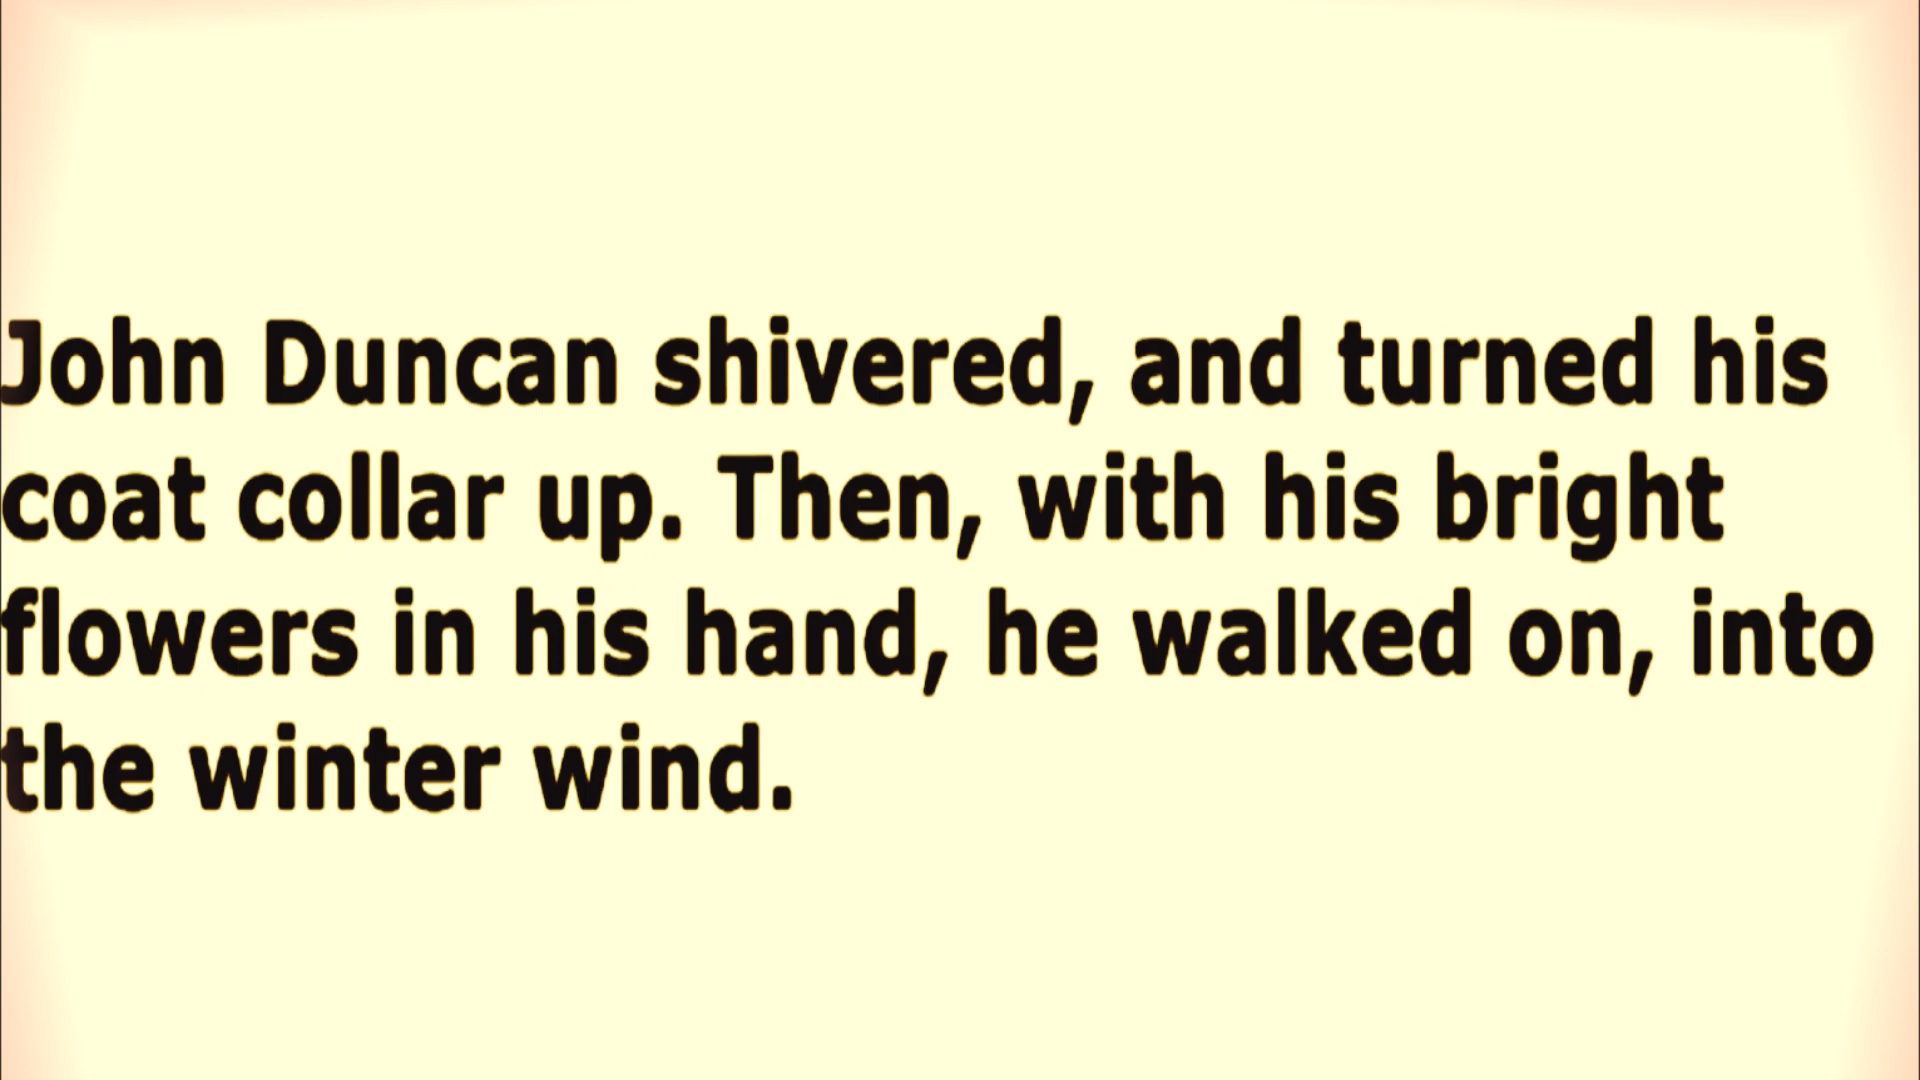 John Duncan shivered, and turned his
coat collar up. Then, with his bright
flowers in his hand, he walked on, into
the winter wind.